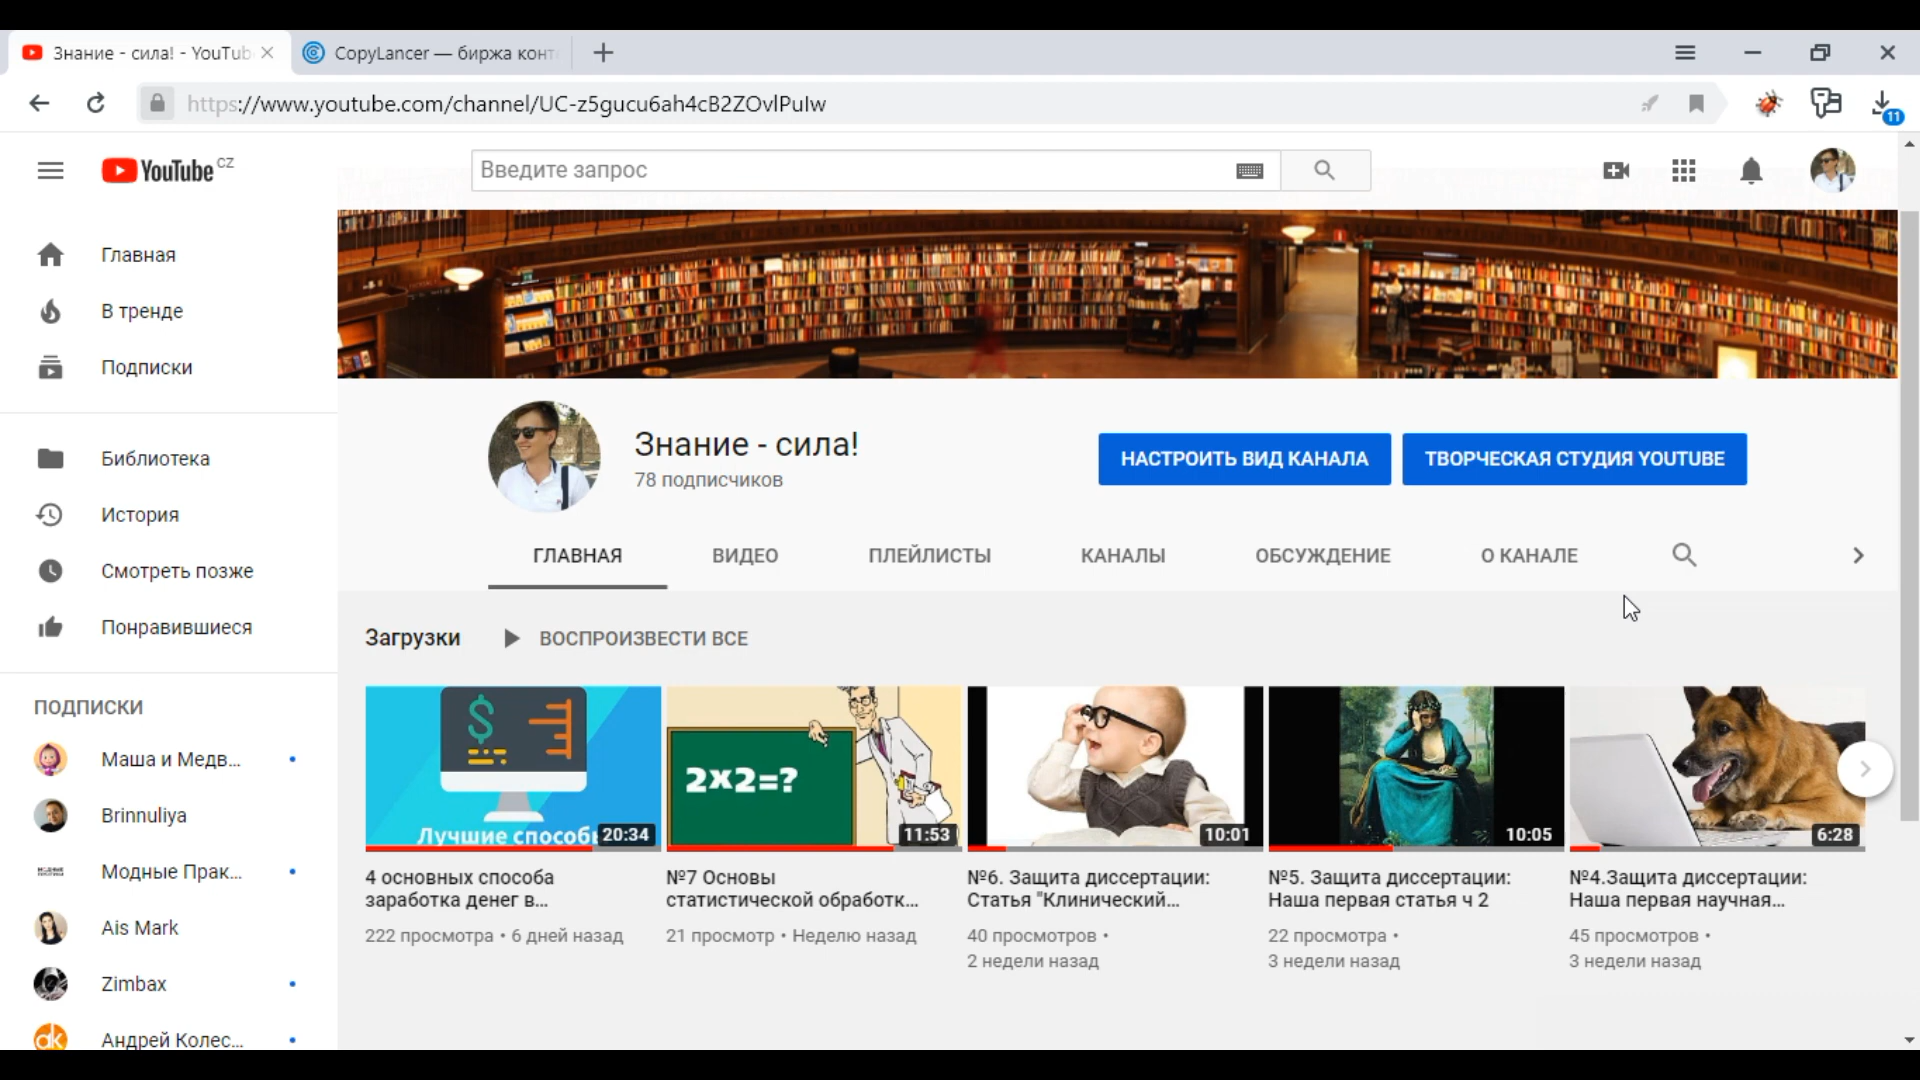 Знание - сила! - YouTub
CopyLancer — биржа конт
https://www.youtube.com/channel/UC-z5gucu6ah4cB2ZOvlPuIw
11
YouTube CZ
Введите запрос
Главная
В тренде
Подписки
Библиотека
История
Смотреть позже
Понравившиеся
ПОДПИСКИ
Маша и Медв...
Brinnuliya
Модные Прак...
Ais Mark
Zimbax
Андрей Колес...
Знание - сила!
78 подписчиков
НАСТРОИТЬ ВИД КАНАЛА
ТВОРЧЕСКАЯ СТУДИЯ YOUTUBE
ГЛАВНАЯ
ВИДЕО
ПЛЕЙЛИСТЫ
КАНАЛЫ
ОБСУЖДЕНИЕ
О КАНАЛЕ
Загрузки
ВОСПРОИЗВЕСТИ ВСЕ
Лучшие способы
20:34
4 основных способа
заработка денег в...
222 просмотра • 6 дней назад
2x2=?
11:53
№7 Основы
статистической обработк...
21 просмотр • Неделю назад
10:01
№6. Защита диссертации:
Статья "Клинический...
40 просмотров •
2 недели назад
10:05
№5. Защита диссертации:
Наша первая статья ч 2
22 просмотра •
3 недели назад
6:28
№4.Защита диссертации:
Наша первая научная...
45 просмотров •
3 недели назад